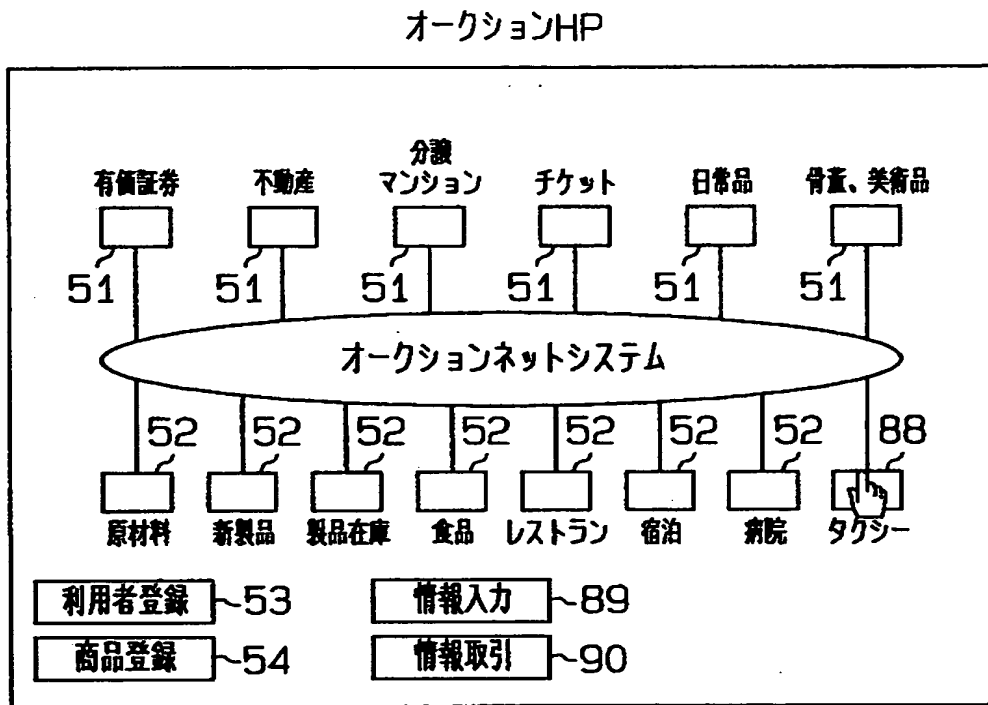 オークションHP
有価証券
不動産
分譲
マンション
チケット
日常品
骨董、美術品
51
51
51
51
51
51
オークションネットシステム
52
52
52
52
52
52
52
88
原材料
新製品
製品在庫
食品
レストラン
宿泊
病院
タクシー
利用者登録
53
情報入力
89
商品登録
54
情報取引
90